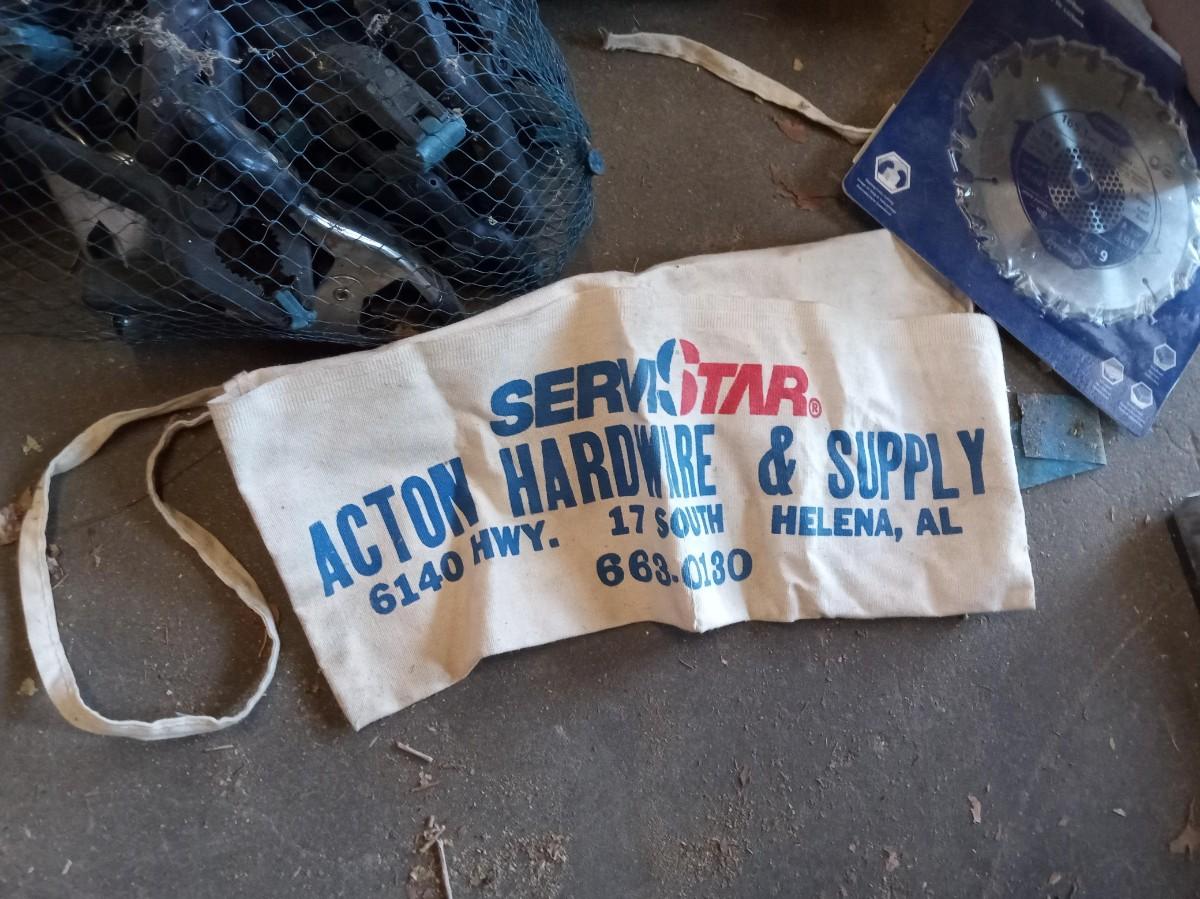 SERVISTAR®
ACTON HARDWARE & SUPPLY
6140 HWY. 17 SOUTH HELENA, AL
663-0130